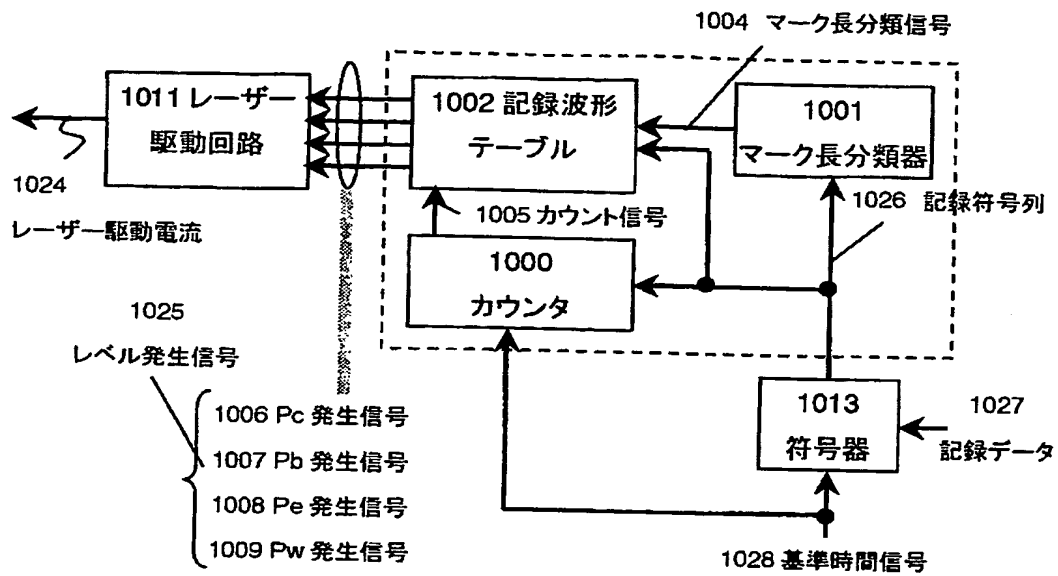 1004 マーク長分類信号
1011 レーザー
駆動回路
1002 記録波形
テーブル
1001
マーク長分類器
1024
レーザー駆動電流
1005 カウント信号
1026 記録符号列
1000
カウンタ
1025
レベル発生信号
1006 Pc 発生信号
1007 Pb 発生信号
1008 Pe 発生信号
1009 Pw 発生信号
1013
符号器
1027
記録データ
1028 基準時間信号